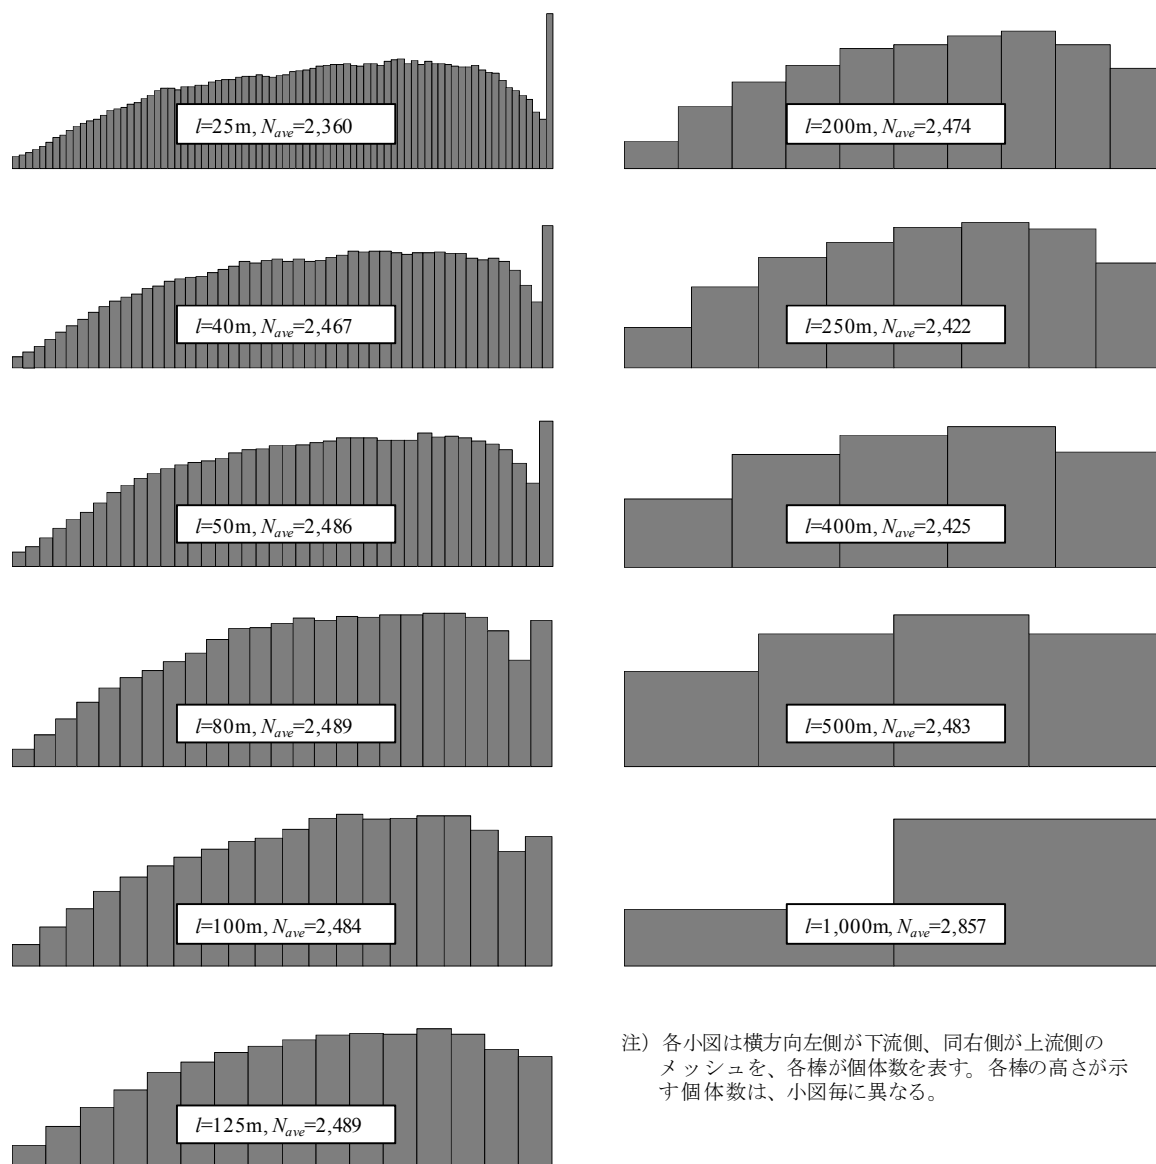 l=25m, Nave=2,360
l=40m, Nave=2,467
l=50m, Nave=2,486
l=80m, Nave=2,489
l=100m, Nave=2,484
l=125m, Nave=2,489
l=200m, Nave=2,474
l=250m, Nave=2,422
l=400m, Nave=2,425
l=500m, Nave=2,483
l=1,000m, Nave=2,857
注）各小図は横方向左側が下流側、同右側が上流側の
メッシュを、各棒が個体数を表す。各棒の高さが示
す個体数は、小図毎に異なる。